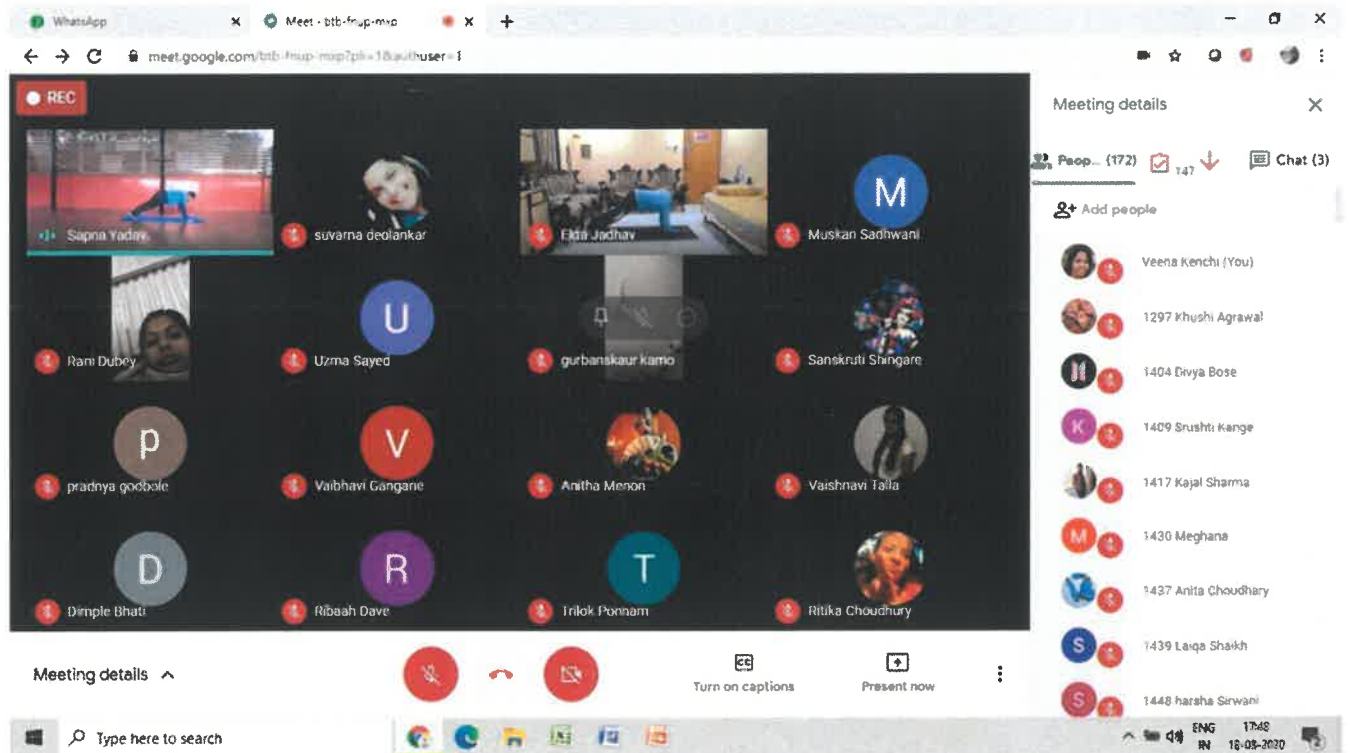 WhatsApp
Meet - btb-fnup-mxp
meet.google.com/btb-fnup-mxp?pli=1&authuser=1
REC
Meeting details
Peop... (172)
147
Chat (3)
Add people
Sapna Yadav
suvarna deolankar
Ekta Jadhav
M
Muskan Sadhwani
Veena Kenchi (You)
1297 Khushi Agrawal
Rani Dubey
U
Uzma Sayed
gurbanskaur kamo
Sanskruti Shingare
1404 Divya Bose
K
1409 Srushti Kange
p
pradnya godbole
V
Vaibhavi Gangane
Anitha Menon
Vaishnavi Talla
1417 Kajal Sharma
M
1430 Meghana
D
Dimple Bhati
R
Ribaah Dave
T
Trilok Ponnam
Ritika Choudhury
1437 Anita Choudhary
S
1439 Laiqa Shaikh
S
1448 harsha Sirwani
Meeting details
CC
Turn on captions
Present now
Type here to search
ENG
IN
17:48
18-08-2020